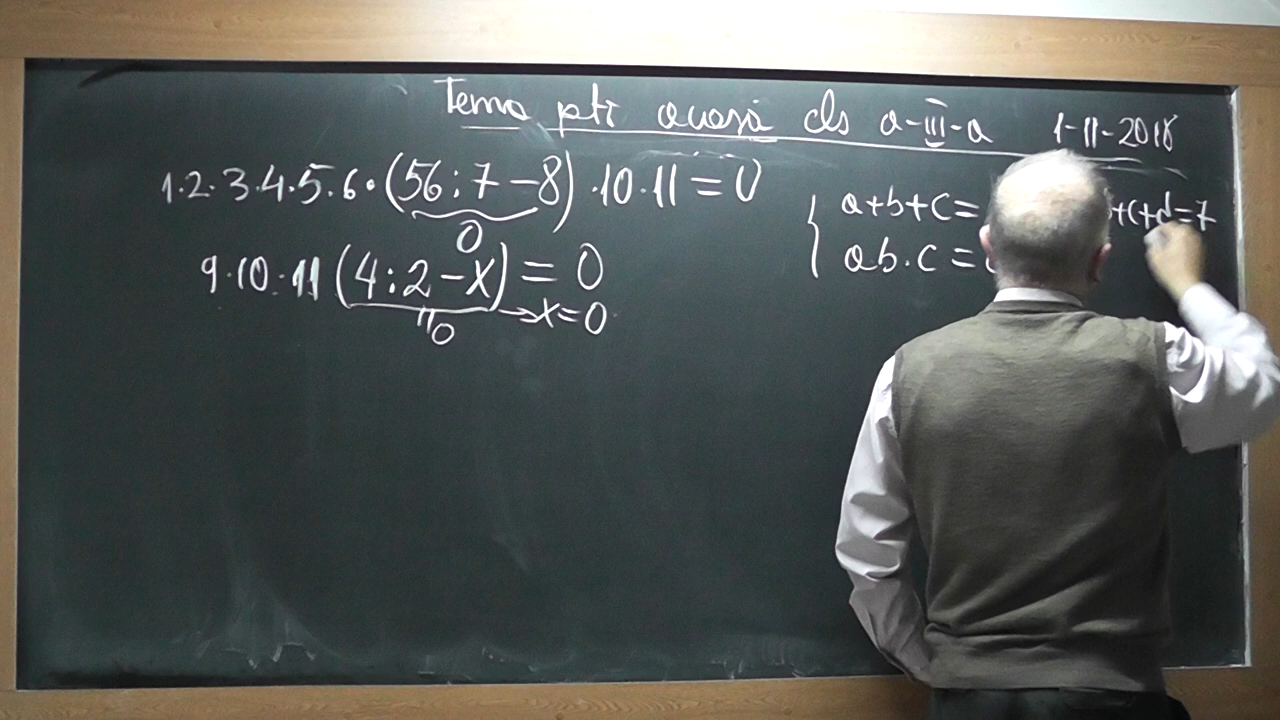 Tema ptr acasă cls a-III-a 1-11-2018
1·2·3·4·5·6·(56:7-8)·10·11=0
0
9·10·11(4:2-x)=0
"0 →x=0
{ a+b+c=
ab.c=
+c+d=7